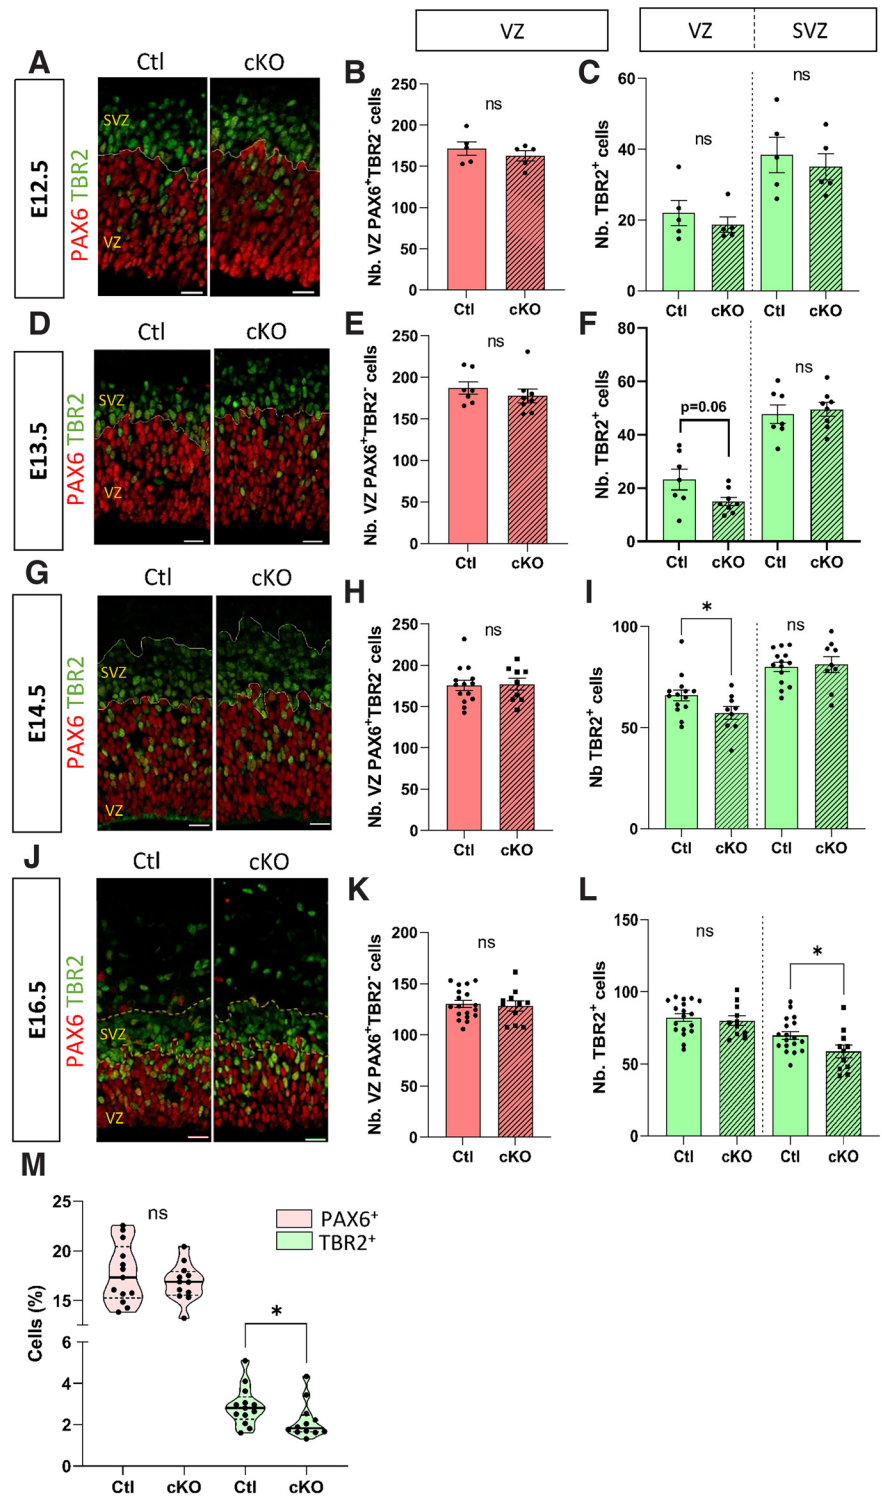 VZ
VZ SVZ
A
Ctl cKO
E12.5
PAX6 TBR2
SVZ
VZ
B
Nb. VZ PAX6⁺TBR2⁻ cells
250
200
150
100
50
0
ns
Ctl cKO
C
Nb. TBR2⁺ cells
60
40
20
0
ns
ns
Ctl cKO Ctl cKO
D
Ctl cKO
E13.5
PAX6 TBR2
SVZ
VZ
E
Nb. VZ PAX6⁺TBR2⁻ cells
250
200
150
100
50
0
ns
Ctl cKO
F
Nb. TBR2⁺ cells
80
60
40
20
0
p=0.06
ns
Ctl cKO Ctl cKO
G
Ctl cKO
E14.5
PAX6 TBR2
SVZ
VZ
H
Nb. VZ PAX6⁺TBR2⁻ cells
250
200
150
100
50
0
ns
Ctl cKO
I
Nb TBR2⁺ cells
100
50
0
*
ns
Ctl cKO Ctl cKO
J
Ctl cKO
E16.5
PAX6 TBR2
SVZ
VZ
K
Nb. VZ PAX6⁺TBR2⁻ cells
200
150
100
50
0
ns
Ctl cKO
L
Nb. TBR2⁺ cells
150
100
50
0
ns
*
Ctl cKO Ctl cKO
M
Cells (%)
25
20
15
6
4
2
0
ns
*
PAX6⁺
TBR2⁺
Ctl cKO Ctl cKO